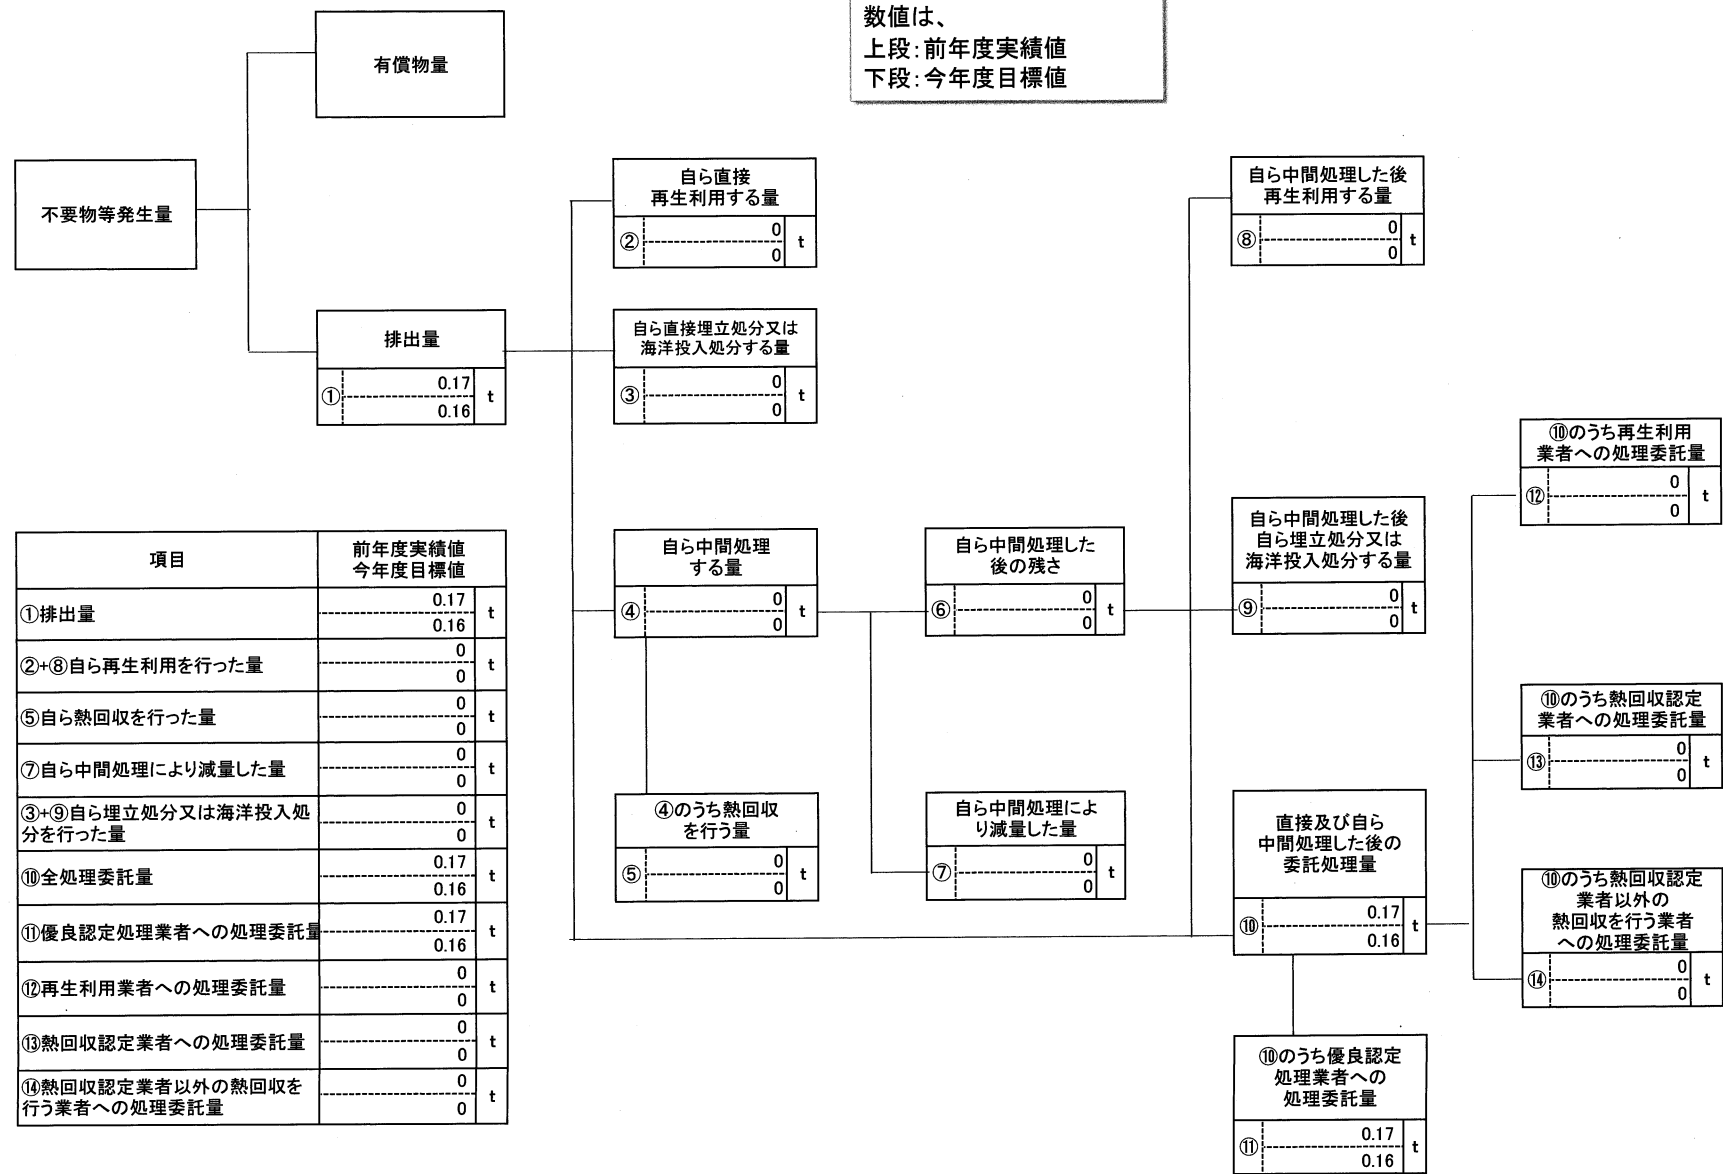 数値は、
上段:前年度実績値
下段:今年度目標値
有償物量
不要物等発生量
排出量
①
0.17
0.16
t
自ら直接
再生利用する量
②
0
0
t
自ら直接埋立処分又は
海洋投入処分する量
③
0
0
t
自ら中間処理
する量
④
0
0
t
④のうち熱回収
を行う量
⑤
0
0
t
自ら中間処理した
後の残さ
⑥
0
0
t
自ら中間処理によ
り減量した量
⑦
0
0
t
自ら中間処理した後
再生利用する量
⑧
0
0
t
自ら中間処理した後
自ら埋立処分又は
海洋投入処分する量
⑨
0
0
t
直接及び自ら
中間処理した後の
委託処理量
⑩
0.17
0.16
t
⑩のうち優良認定
処理業者への
処理委託量
⑪
0.17
0.16
t
⑩のうち再生利用
業者への処理委託量
⑫
0
0
t
⑩のうち熱回収認定
業者への処理委託量
⑬
0
0
t
⑩のうち熱回収認定
業者以外の
熱回収を行う業者
への処理委託量
⑭
0
0
t
項目
前年度実績値
今年度目標値
①排出量
0.17
0.16
t
②+⑧自ら再生利用を行った量
0
0
t
⑤自ら熱回収を行った量
0
0
t
⑦自ら中間処理により減量した量
0
0
t
③+⑨自ら埋立処分又は海洋投入処
分を行った量
0
0
t
⑩全処理委託量
0.17
0.16
t
⑪優良認定処理業者への処理委託量
0.17
0.16
t
⑫再生利用業者への処理委託量
0
0
t
⑬熱回収認定業者への処理委託量
0
0
t
⑭熱回収認定業者以外の熱回収を
行う業者への処理委託量
0
0
t